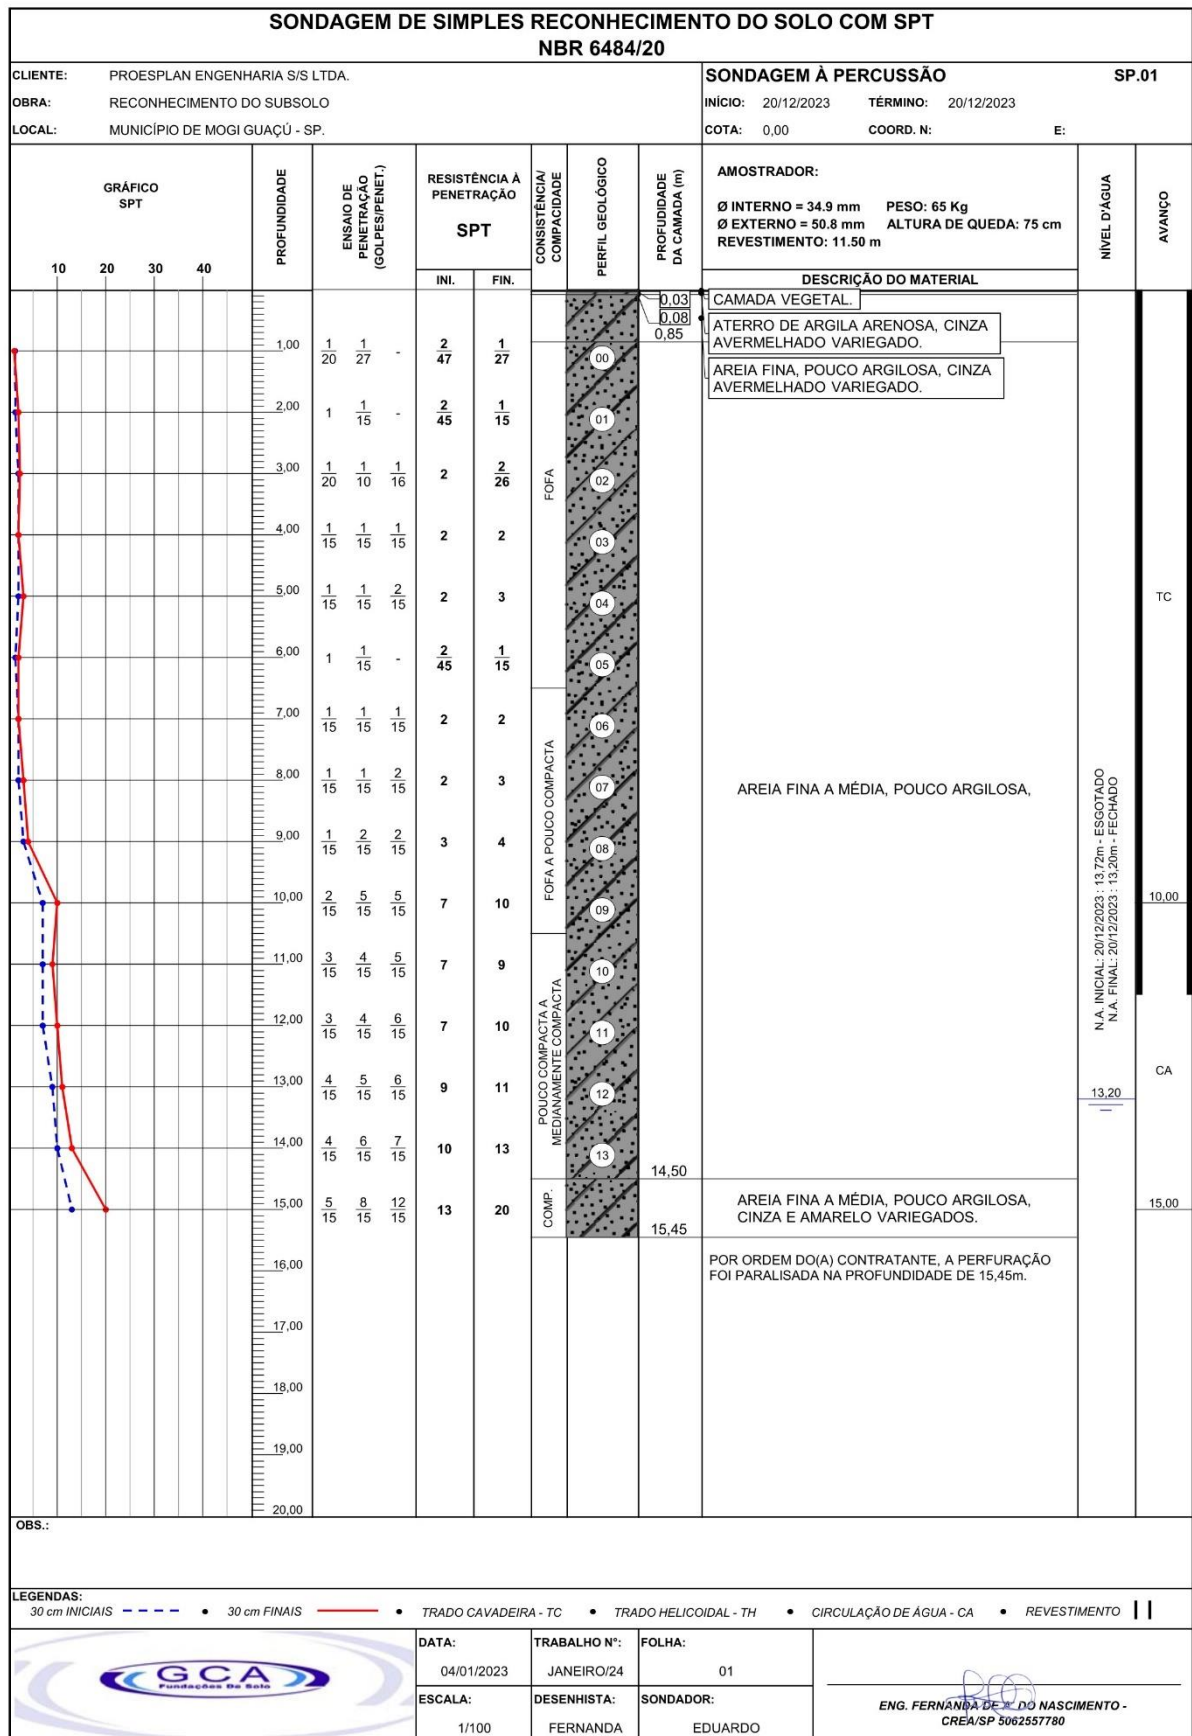 SONDAGEM DE SIMPLES RECONHECIMENTO DO SOLO COM SPT
NBR 6484/20
CLIENTE: PROESPLAN ENGENHARIA S/S LTDA.
OBRA: RECONHECIMENTO DO SUBSOLO
LOCAL: MUNICÍPIO DE MOGI GUAÇÚ - SP.
SONDAGEM À PERCUSSÃO SP.01
INÍCIO: 20/12/2023 TÉRMINO: 20/12/2023
COTA: 0,00 COORD. N: E:
GRÁFICO
SPT
10 20 30 40
PROFUNDIDADE
ENSAIO DE
PENETRAÇÃO
(GOLPES/PENET.)
RESISTÊNCIA À
PENETRAÇÃO
SPT
INI. FIN.
CONSISTÊNCIA/
COMPACIDADE
PERFIL GEOLÓGICO
PROFUDIDADE
DA CAMADA (m)
AMOSTRADOR:
Ø INTERNO = 34.9 mm PESO: 65 Kg
Ø EXTERNO = 50.8 mm ALTURA DE QUEDA: 75 cm
REVESTIMENTO: 11.50 m
DESCRIÇÃO DO MATERIAL
NÍVEL D'ÁGUA
AVANÇO
0,03 CAMADA VEGETAL.
0,08
0,85
ATERRO DE ARGILA ARENOSA, CINZA
AVERMELHADO VARIEGADO.
AREIA FINA, POUCO ARGILOSA, CINZA
AVERMELHADO VARIEGADO.
1,00 1/20 1/27 - 2/47 1/27 00
2,00 1 1/15 - 2/45 1/15 01
3,00 1/20 1/10 1/16 2 2/26 02
FOFA
4,00 1/15 1/15 1/15 2 2 03
5,00 1/15 1/15 2/15 2 3 04
TC
6,00 1 1/15 - 2/45 1/15 05
7,00 1/15 1/15 1/15 2 2 06
8,00 1/15 1/15 2/15 2 3 07
FOFA A POUCO COMPACTA
AREIA FINA A MÉDIA, POUCO ARGILOSA,
9,00 1/15 2/15 2/15 3 4 08
10,00 2/15 5/15 5/15 7 10 09
10,00
N.A. INICIAL: 20/12/2023 : 13,72m - ESGOTADO
N.A. FINAL: 20/12/2023 : 13,20m - FECHADO
11,00 3/15 4/15 5/15 7 9 10
12,00 3/15 4/15 6/15 7 10 11
POUCO COMPACTA A
MEDIANAMENTE COMPACTA
13,00 4/15 5/15 6/15 9 11 12
CA
13,20
14,00 4/15 6/15 7/15 10 13 13
14,50
15,00 5/15 8/15 12/15 13 20
COMP.
AREIA FINA A MÉDIA, POUCO ARGILOSA,
CINZA E AMARELO VARIEGADOS.
15,00
15,45
16,00
POR ORDEM DO(A) CONTRATANTE, A PERFURAÇÃO
FOI PARALISADA NA PROFUNDIDADE DE 15,45m.
17,00
18,00
19,00
20,00
OBS.:
LEGENDAS:
30 cm INICIAIS • 30 cm FINAIS • TRADO CAVADEIRA - TC • TRADO HELICOIDAL - TH • CIRCULAÇÃO DE ÁGUA - CA • REVESTIMENTO
GCA
Fundações De Solo
DATA: TRABALHO Nº: FOLHA:
04/01/2023 JANEIRO/24 01
ESCALA: DESENHISTA: SONDADOR:
1/100 FERNANDA EDUARDO
ENG. FERNANDA DE A. DO NASCIMENTO -
CREA/SP 5062557780